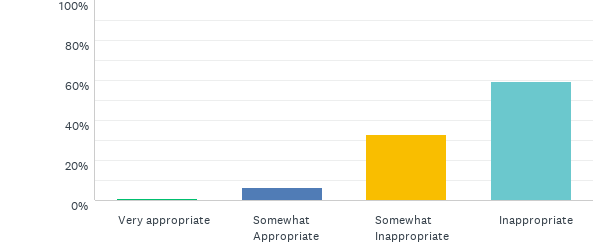 100%
80%
60%
40%
20%
0%
Very appropriate
Somewhat
Appropriate
Somewhat
Inappropriate
Inappropriate